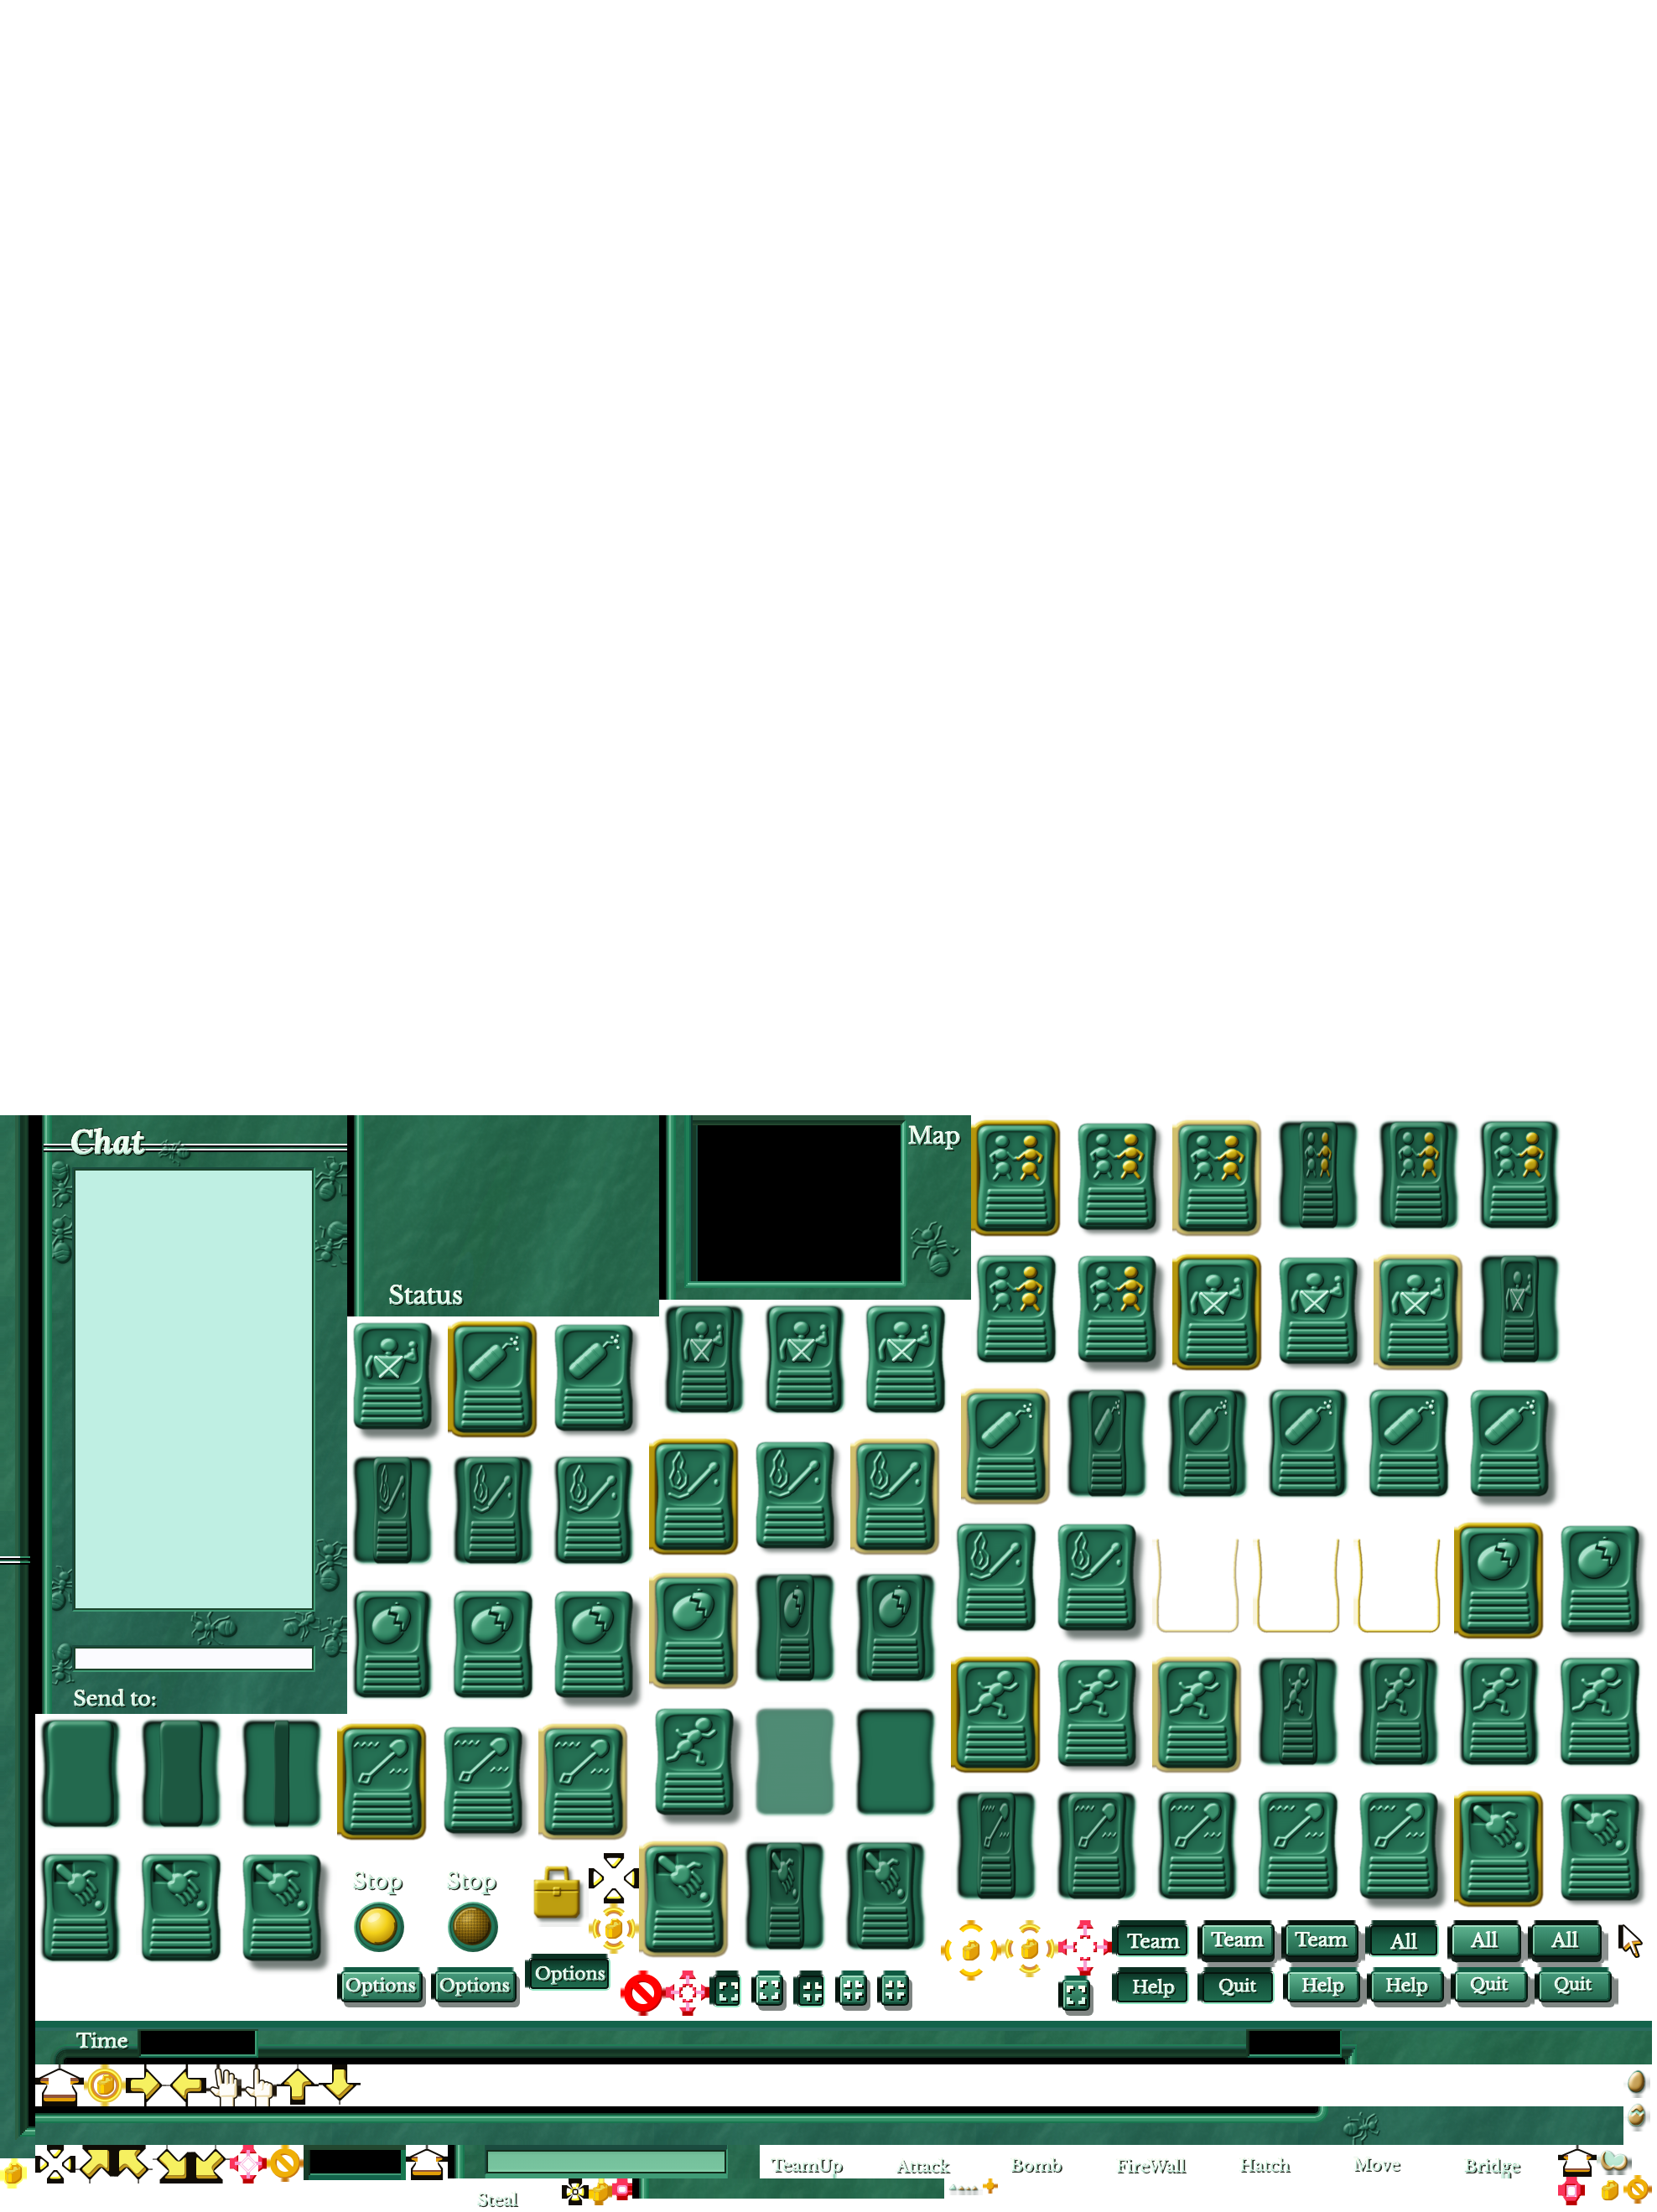 Chat
Map
Status
Send to:
Stop Stop
Options Options Options
Team Team Team All All All
Help Quit Help Help Quit Quit
Time
TeamUp Attack Bomb FireWall Hatch Move Bridge
Steal